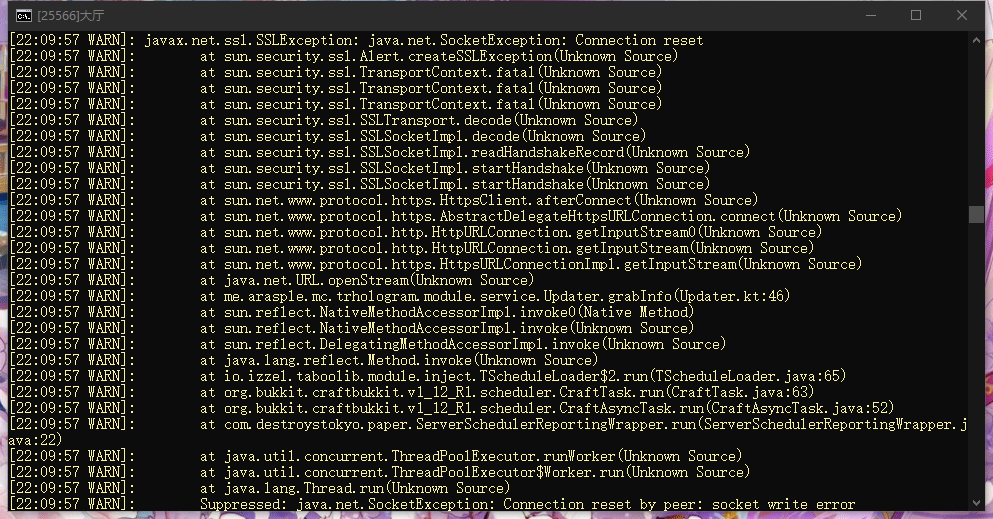 [25566]大厅
[22:09:57 WARN]: javax.net.ssl.SSLException: java.net.SocketException: Connection reset
[22:09:57 WARN]: at sun.security.ssl.Alert.createSSLException(Unknown Source)
[22:09:57 WARN]: at sun.security.ssl.TransportContext.fatal(Unknown Source)
[22:09:57 WARN]: at sun.security.ssl.TransportContext.fatal(Unknown Source)
[22:09:57 WARN]: at sun.security.ssl.TransportContext.fatal(Unknown Source)
[22:09:57 WARN]: at sun.security.ssl.SSLTransport.decode(Unknown Source)
[22:09:57 WARN]: at sun.security.ssl.SSLSocketImpl.decode(Unknown Source)
[22:09:57 WARN]: at sun.security.ssl.SSLSocketImpl.readHandshakeRecord(Unknown Source)
[22:09:57 WARN]: at sun.security.ssl.SSLSocketImpl.startHandshake(Unknown Source)
[22:09:57 WARN]: at sun.security.ssl.SSLSocketImpl.startHandshake(Unknown Source)
[22:09:57 WARN]: at sun.net.www.protocol.https.HttpsClient.afterConnect(Unknown Source)
[22:09:57 WARN]: at sun.net.www.protocol.https.AbstractDelegateHttpsURLConnection.connect(Unknown Source)
[22:09:57 WARN]: at sun.net.www.protocol.http.HttpURLConnection.getInputStream0(Unknown Source)
[22:09:57 WARN]: at sun.net.www.protocol.http.HttpURLConnection.getInputStream(Unknown Source)
[22:09:57 WARN]: at sun.net.www.protocol.https.HttpsURLConnectionImpl.getInputStream(Unknown Source)
[22:09:57 WARN]: at java.net.URL.openStream(Unknown Source)
[22:09:57 WARN]: at me.arasple.mc.trhologram.module.service.Updater.grabInfo(Updater.kt:46)
[22:09:57 WARN]: at sun.reflect.NativeMethodAccessorImpl.invoke0(Native Method)
[22:09:57 WARN]: at sun.reflect.NativeMethodAccessorImpl.invoke(Unknown Source)
[22:09:57 WARN]: at sun.reflect.DelegatingMethodAccessorImpl.invoke(Unknown Source)
[22:09:57 WARN]: at java.lang.reflect.Method.invoke(Unknown Source)
[22:09:57 WARN]: at io.izzel.taboolib.module.inject.TScheduleLoader$2.run(TScheduleLoader.java:65)
[22:09:57 WARN]: at org.bukkit.craftbukkit.v1_12_R1.scheduler.CraftTask.run(CraftTask.java:63)
[22:09:57 WARN]: at org.bukkit.craftbukkit.v1_12_R1.scheduler.CraftAsyncTask.run(CraftAsyncTask.java:52)
[22:09:57 WARN]: at com.destroystokyo.paper.ServerSchedulerReportingWrapper.run(ServerSchedulerReportingWrapper.j
ava:22)
[22:09:57 WARN]: at java.util.concurrent.ThreadPoolExecutor.runWorker(Unknown Source)
[22:09:57 WARN]: at java.util.concurrent.ThreadPoolExecutor$Worker.run(Unknown Source)
[22:09:57 WARN]: at java.lang.Thread.run(Unknown Source)
[22:09:57 WARN]: Suppressed: java.net.SocketException: Connection reset by peer: socket write error